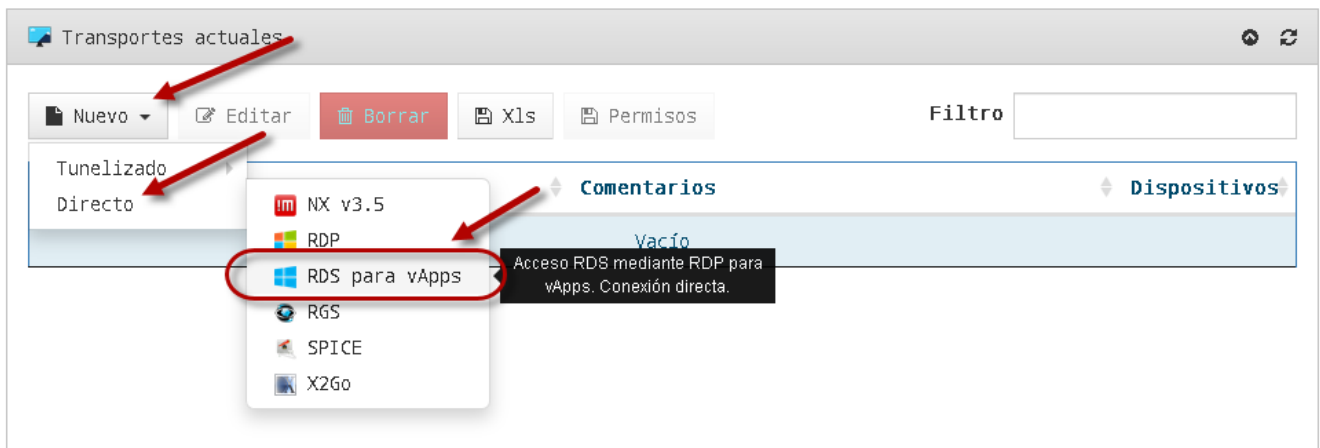 Transportes actuales
Nuevo Editar Borrar Xls Permisos Filtro
Tunelizado
Directo
Comentarios Dispositivos
Vacío
NX v3.5
RDP
RDS para vApps
RGS
SPICE
X2Go
Acceso RDS mediante RDP para
vApps. Conexión directa.